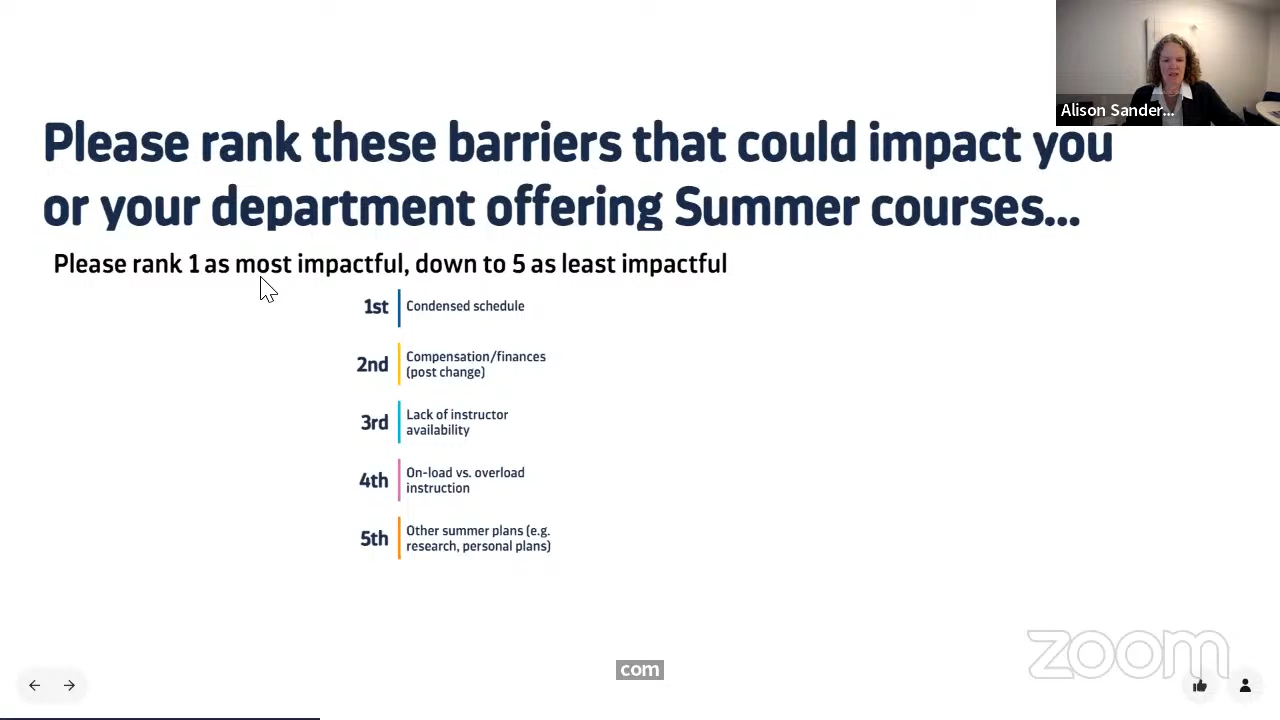 Alison Sander...
Please rank these barriers that could impact you
or your department offering Summer courses...
Please rank 1 as most impactful, down to 5 as least impactful
1st Condensed schedule
2nd Compensation/finances
(post change)
3rd Lack of instructor
availability
4th On-load vs. overload
instruction
5th Other summer plans (e.g.
research, personal plans)
com
zoom